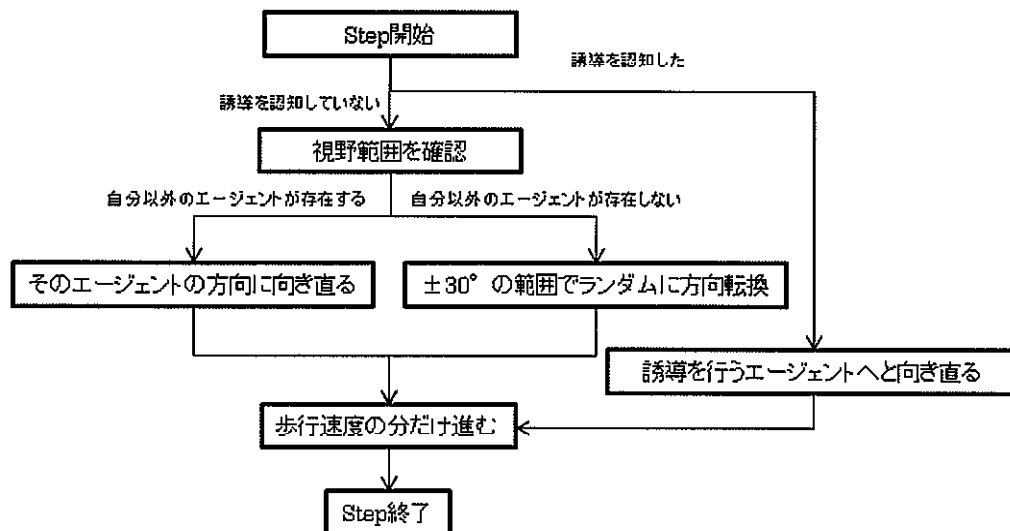 Step開始
誘導を認知した
誘導を認知していない
視野範囲を確認
自分以外のエージェントが存在する
自分以外のエージェントが存在しない
そのエージェントの方向に向き直る
±30°の範囲でランダムに方向転換
誘導を行うエージェントへと向き直る
歩行速度の分だけ進む
Step終了